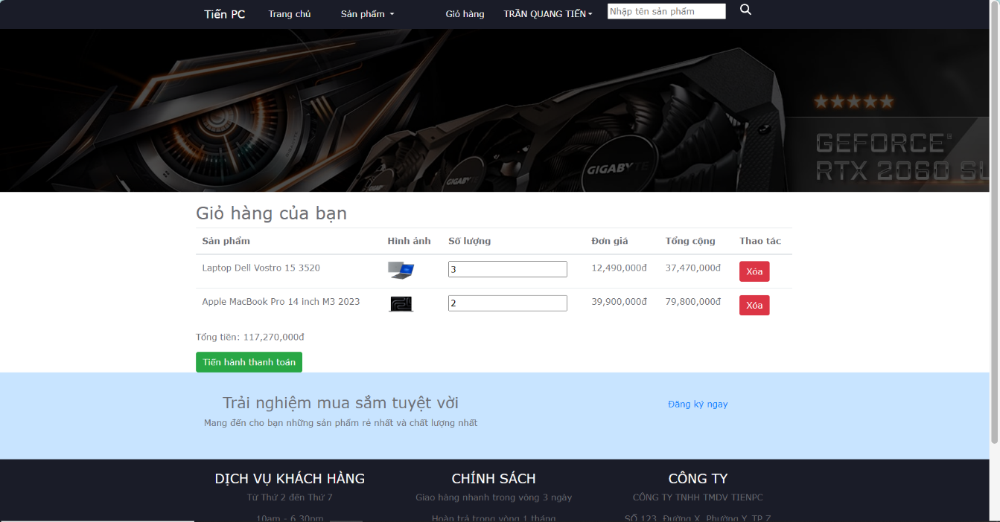 Tiến PC Trang chủ Sản phẩm Giỏ hàng TRẦN QUANG TIẾN Nhập tên sản phẩm
GIGABYTE
GIGABYTE
GEFORCE®
RTX 2060 SU
Giỏ hàng của bạn
Sản phẩm Hình ảnh Số lượng Đơn giá Tổng cộng Thao tác
Laptop Dell Vostro 15 3520 3 12,490,000đ 37,470,000đ Xóa
Apple MacBook Pro 14 inch M3 2023 2 39,900,000đ 79,800,000đ Xóa
Tổng tiền: 117,270,000đ
Tiến hành thanh toán
Trải nghiệm mua sắm tuyệt vời Đăng ký ngay
Mang đến cho bạn những sản phẩm rẻ nhất và chất lượng nhất
DỊCH VỤ KHÁCH HÀNG CHÍNH SÁCH CÔNG TY
Từ Thứ 2 đến Thứ 7 Giao hàng nhanh trong vòng 3 ngày CÔNG TY TNHH TMDV TIENPC
10am - 6.30pm Hoàn trả trong vòng 1 tháng SỐ 123, Đường X, Phường Y, TP Z